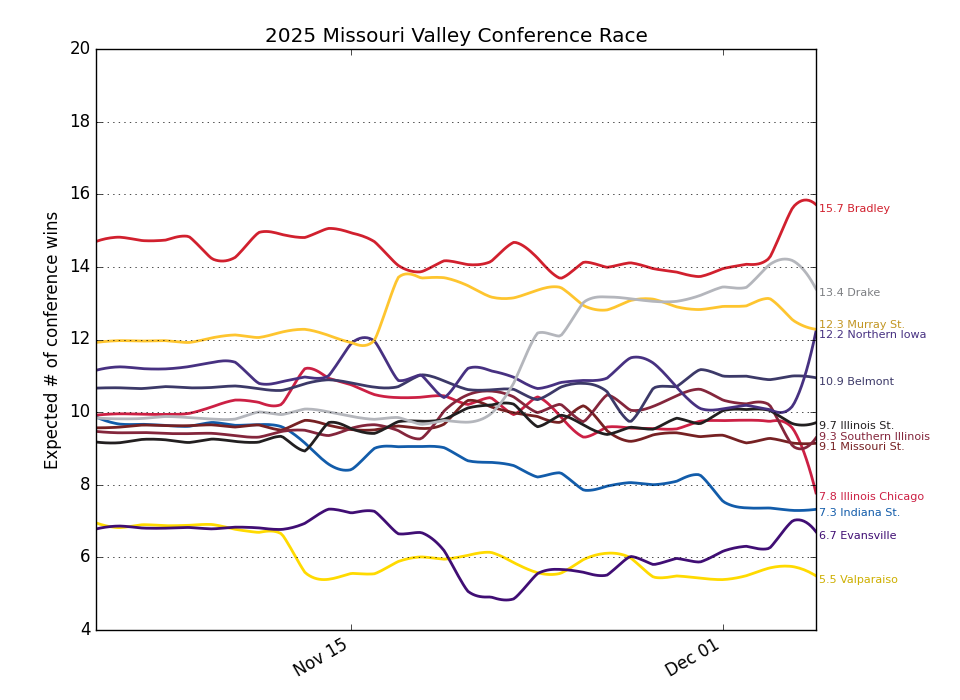 2025 Missouri Valley Conference Race
Expected # of conference wins
20
18
16
14
12
10
8
6
4
Nov 15
Dec 01
15.7 Bradley
13.4 Drake
12.3 Murray St.
12.2 Northern Iowa
10.9 Belmont
9.7 Illinois St.
9.3 Southern Illinois
9.1 Missouri St.
7.8 Illinois Chicago
7.3 Indiana St.
6.7 Evansville
5.5 Valparaiso